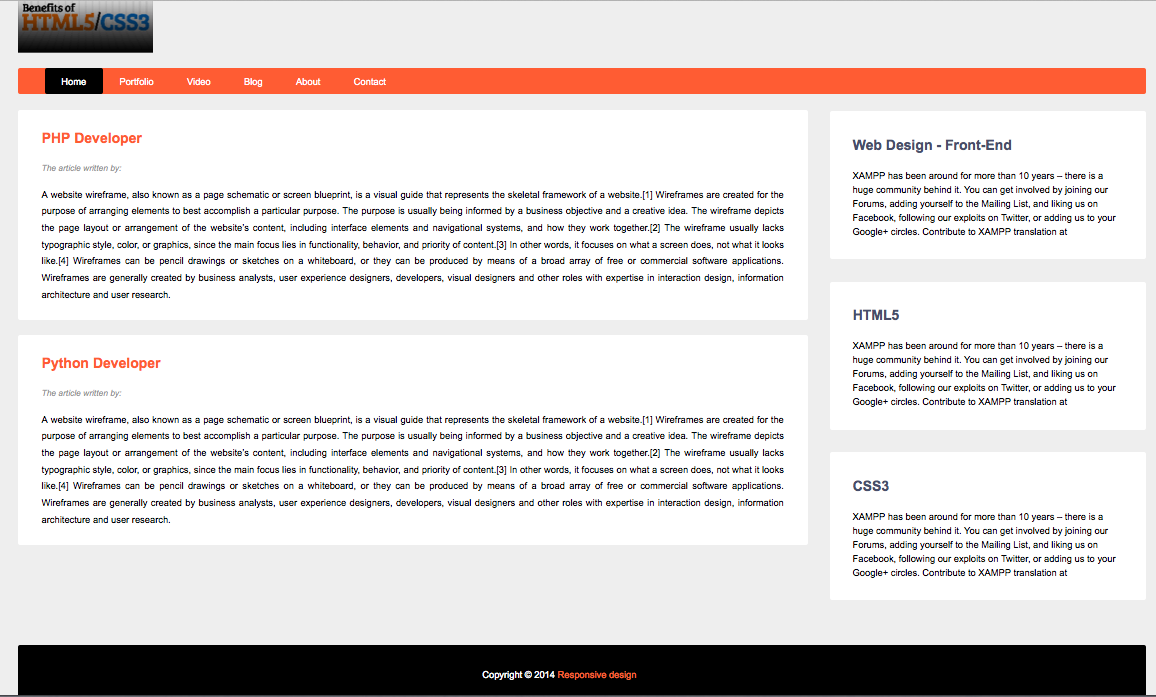 Benefits of
HTML5/CSS3
Home Portfolio Video Blog About Contact
PHP Developer
The article written by:
A website wireframe, also known as a page schematic or screen blueprint, is a visual guide that represents the skeletal framework of a website.[1] Wireframes are created for the
purpose of arranging elements to best accomplish a particular purpose. The purpose is usually being informed by a business objective and a creative idea. The wireframe depicts
the page layout or arrangement of the website's content, including interface elements and navigational systems, and how they work together.[2] The wireframe usually lacks
typographic style, color, or graphics, since the main focus lies in functionality, behavior, and priority of content.[3] In other words, it focuses on what a screen does, not what it looks
like.[4] Wireframes can be pencil drawings or sketches on a whiteboard, or they can be produced by means of a broad array of free or commercial software applications.
Wireframes are generally created by business analysts, user experience designers, developers, visual designers and other roles with expertise in interaction design, information
architecture and user research.
Python Developer
The article written by:
A website wireframe, also known as a page schematic or screen blueprint, is a visual guide that represents the skeletal framework of a website.[1] Wireframes are created for the
purpose of arranging elements to best accomplish a particular purpose. The purpose is usually being informed by a business objective and a creative idea. The wireframe depicts
the page layout or arrangement of the website's content, including interface elements and navigational systems, and how they work together.[2] The wireframe usually lacks
typographic style, color, or graphics, since the main focus lies in functionality, behavior, and priority of content.[3] In other words, it focuses on what a screen does, not what it looks
like.[4] Wireframes can be pencil drawings or sketches on a whiteboard, or they can be produced by means of a broad array of free or commercial software applications.
Wireframes are generally created by business analysts, user experience designers, developers, visual designers and other roles with expertise in interaction design, information
architecture and user research.
Web Design - Front-End
XAMPP has been around for more than 10 years – there is a
huge community behind it. You can get involved by joining our
Forums, adding yourself to the Mailing List, and liking us on
Facebook, following our exploits on Twitter, or adding us to your
Google+ circles. Contribute to XAMPP translation at
HTML5
XAMPP has been around for more than 10 years – there is a
huge community behind it. You can get involved by joining our
Forums, adding yourself to the Mailing List, and liking us on
Facebook, following our exploits on Twitter, or adding us to your
Google+ circles. Contribute to XAMPP translation at
CSS3
XAMPP has been around for more than 10 years – there is a
huge community behind it. You can get involved by joining our
Forums, adding yourself to the Mailing List, and liking us on
Facebook, following our exploits on Twitter, or adding us to your
Google+ circles. Contribute to XAMPP translation at
Copyright © 2014 Responsive design